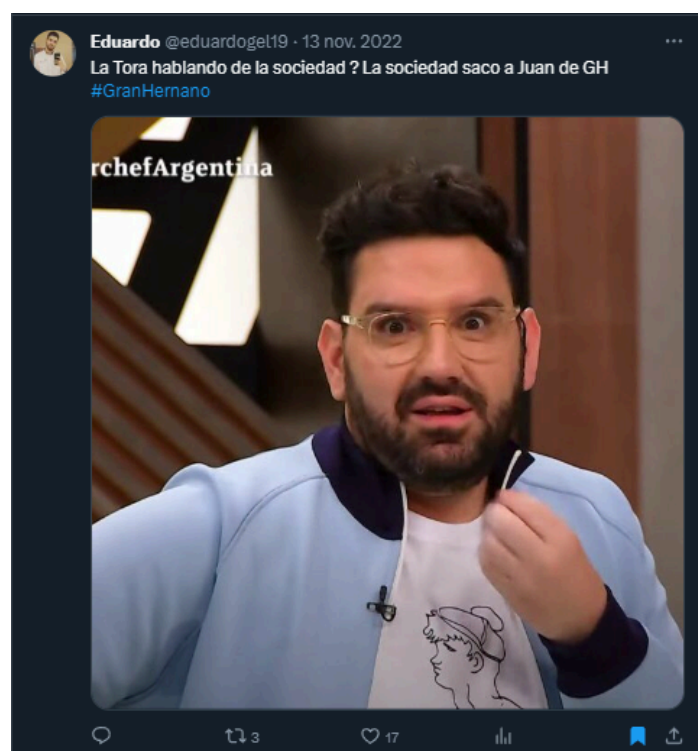 Eduardo @eduardogel19 · 13 nov. 2022
La Tora hablando de la sociedad ? La sociedad saco a Juan de GH
#GranHernano
rchefArgentina
3 17